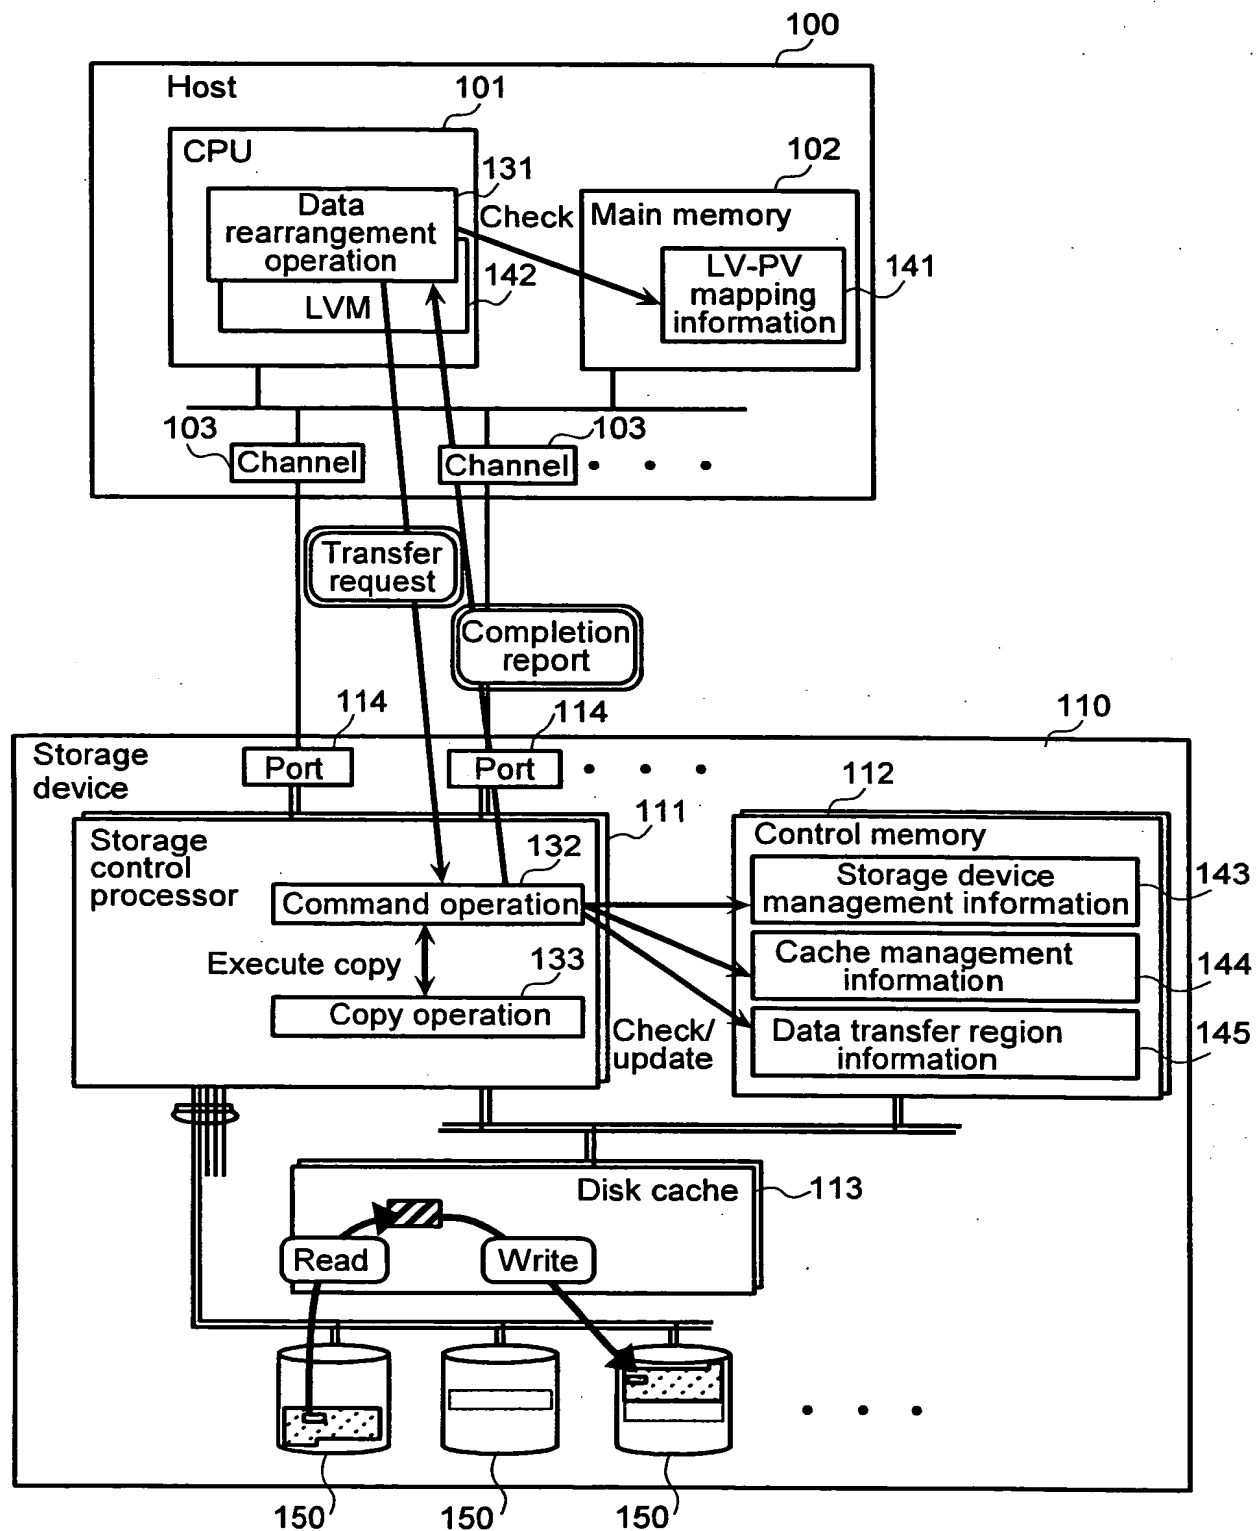 100
Host
101
CPU
131
102
Data
rearrangement
operation
Check
Main memory
142
LVM
LV-PV
mapping
information
141
103
Channel
103
Channel
Transfer
request
Completion
report
114
114
110
Storage
device
Port
Port
112
111
Storage
control
processor
132
Command operation
Execute copy
133
Copy operation
Check/
update
Control memory
Storage device
management information
143
Cache management
information
144
Data transfer region
information
145
Disk cache
113
Read
Write
150
150
150